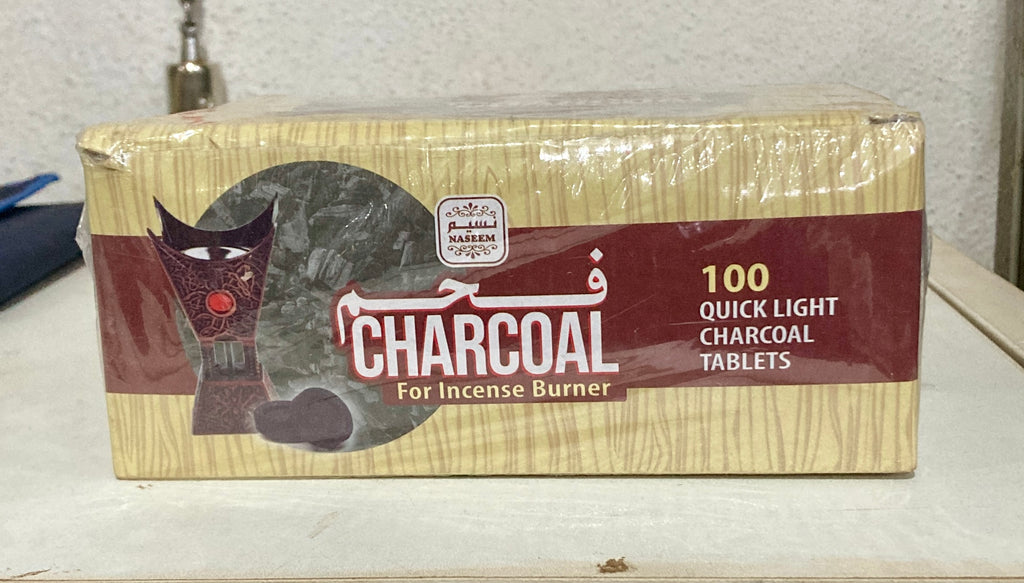 نسيم
NASEEM
فحم
CHARCOAL
For Incense Burner
100
QUICK LIGHT
CHARCOAL
TABLETS